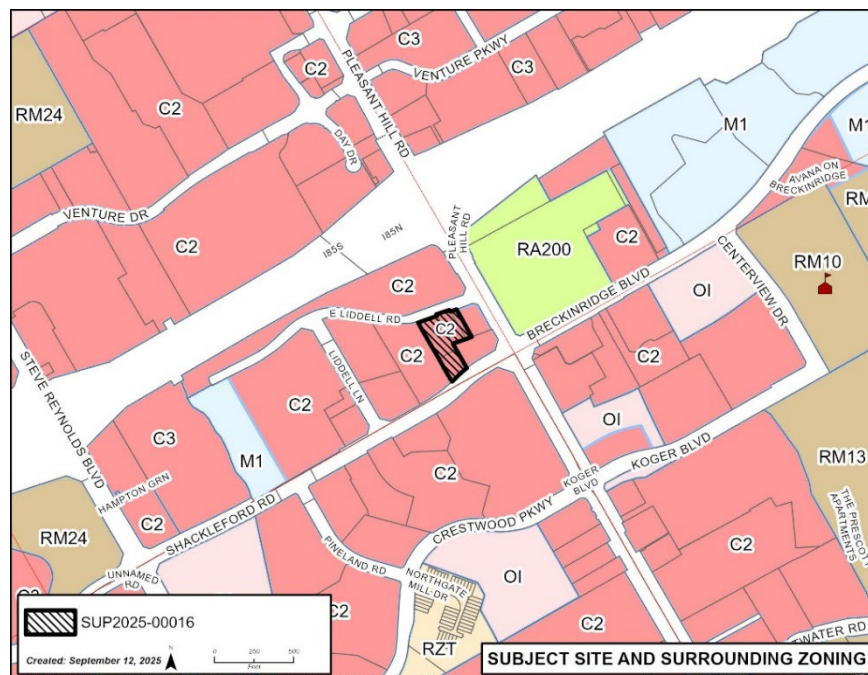 C3
C2
VENTURE PKWY
C3
PLEASANT HILL RD
C2
RM24
M1
M1
DAY DR
AVANA ON
BRECKINRIDGE
VENTURE DR
PLEASANT
HILL RD
I85N
I85S
C2
RA200
C2
RM10
C2
OI
CENTERVIEW DR
BRECKINRIDGE BLVD
E LIDDELL RD
C2
C2
C2
STEVE REYNOLDS BLVD
LIDDELL LN
C2
OI
C3
M1
KOGER BLVD
RM13
HAMPTON GRN
C2
KOGER
BLVD
THE PRESCOTT
APARTMENTS
C2
SHACKLEFORD RD
CRESTWOOD PKWY
RM24
C2
PINELAND RD
OI
UNNAMED
RD
NORTHGATE
MILL DR
C2
C2
RZT
SUP2025-00016
Created: September 12, 2025
N
0 250 500
Feet
SUBJECT SITE AND SURROUNDING ZONING